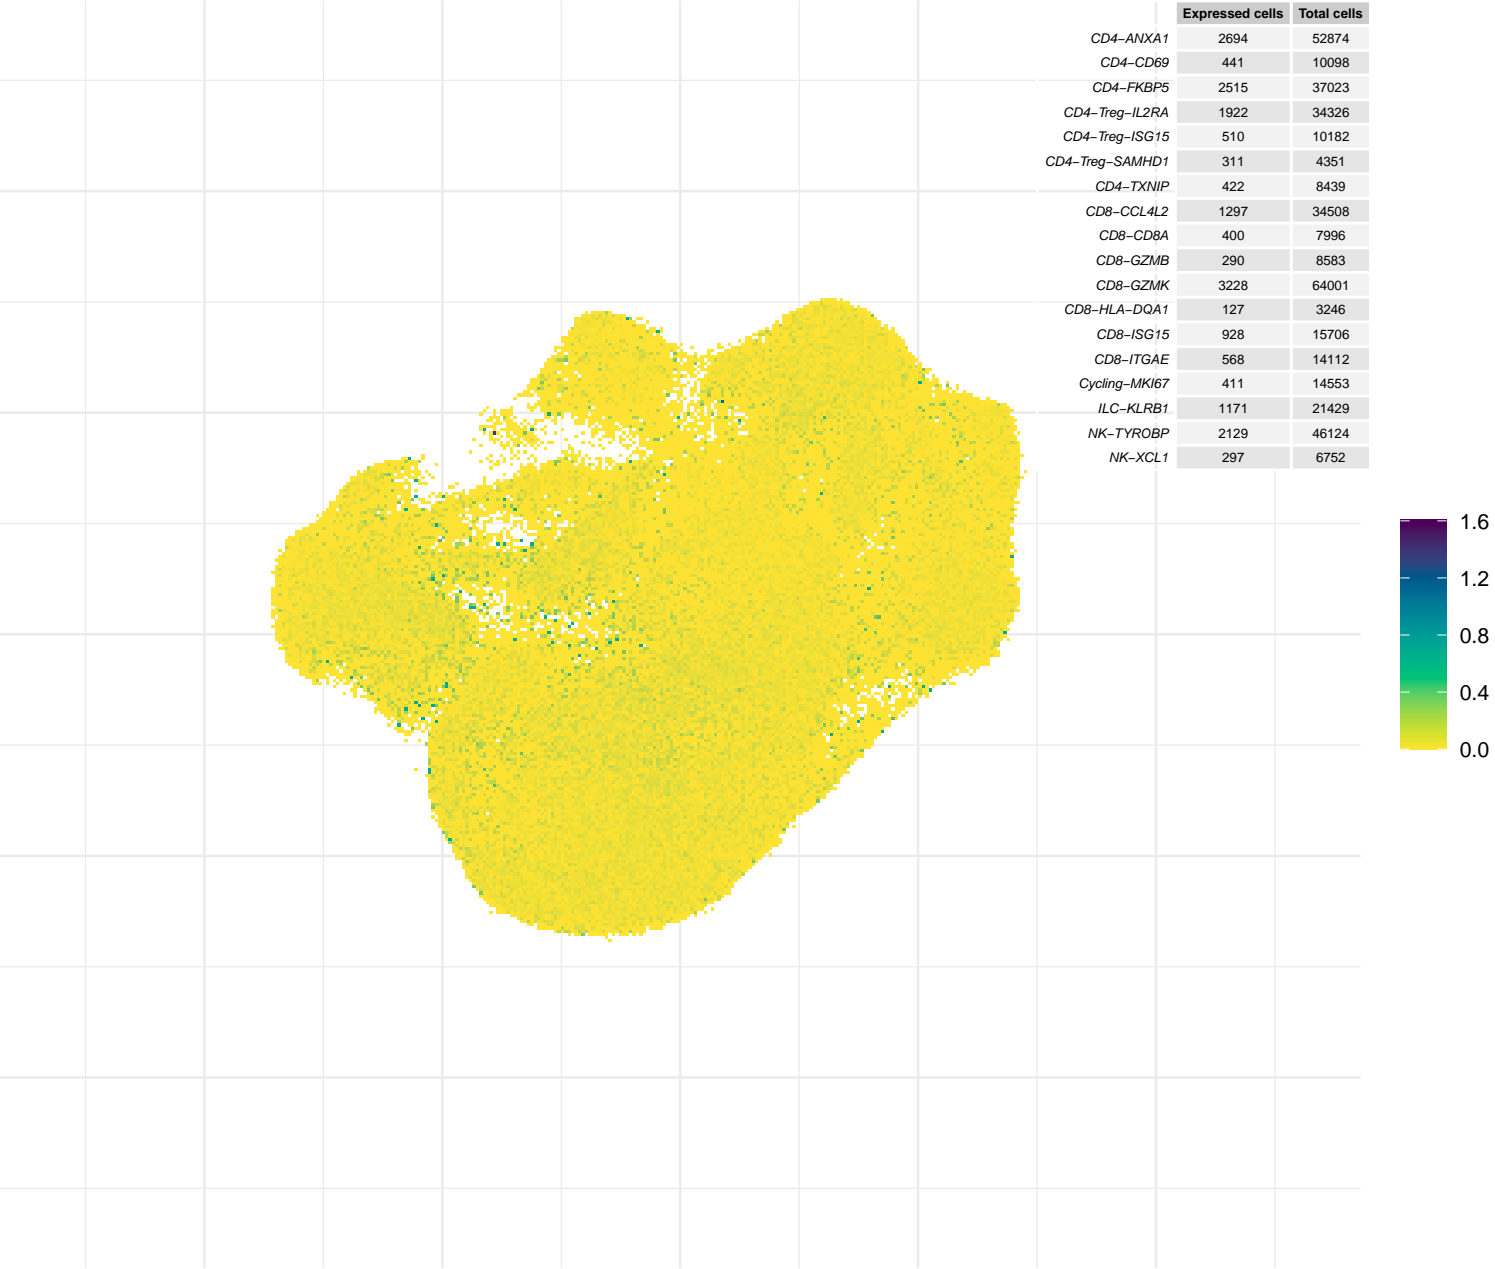 Expressed cells Total cells
CD4−ANXA1 2694 52874
CD4−CD69 441 10098
CD4−FKBP5 2515 37023
CD4−Treg−IL2RA 1922 34326
CD4−Treg−ISG15 510 10182
CD4−Treg−SAMHD1 311 4351
CD4−TXNIP 422 8439
CD8−CCL4L2 1297 34508
CD8−CD8A 400 7996
CD8−GZMB 290 8583
CD8−GZMK 3228 64001
CD8−HLA−DQA1 127 3246
CD8−ISG15 928 15706
CD8−ITGAE 568 14112
Cycling−MKI67 411 14553
ILC−KLRB1 1171 21429
NK−TYROBP 2129 46124
NK−XCL1 297 6752
1.6
1.2
0.8
0.4
0.0